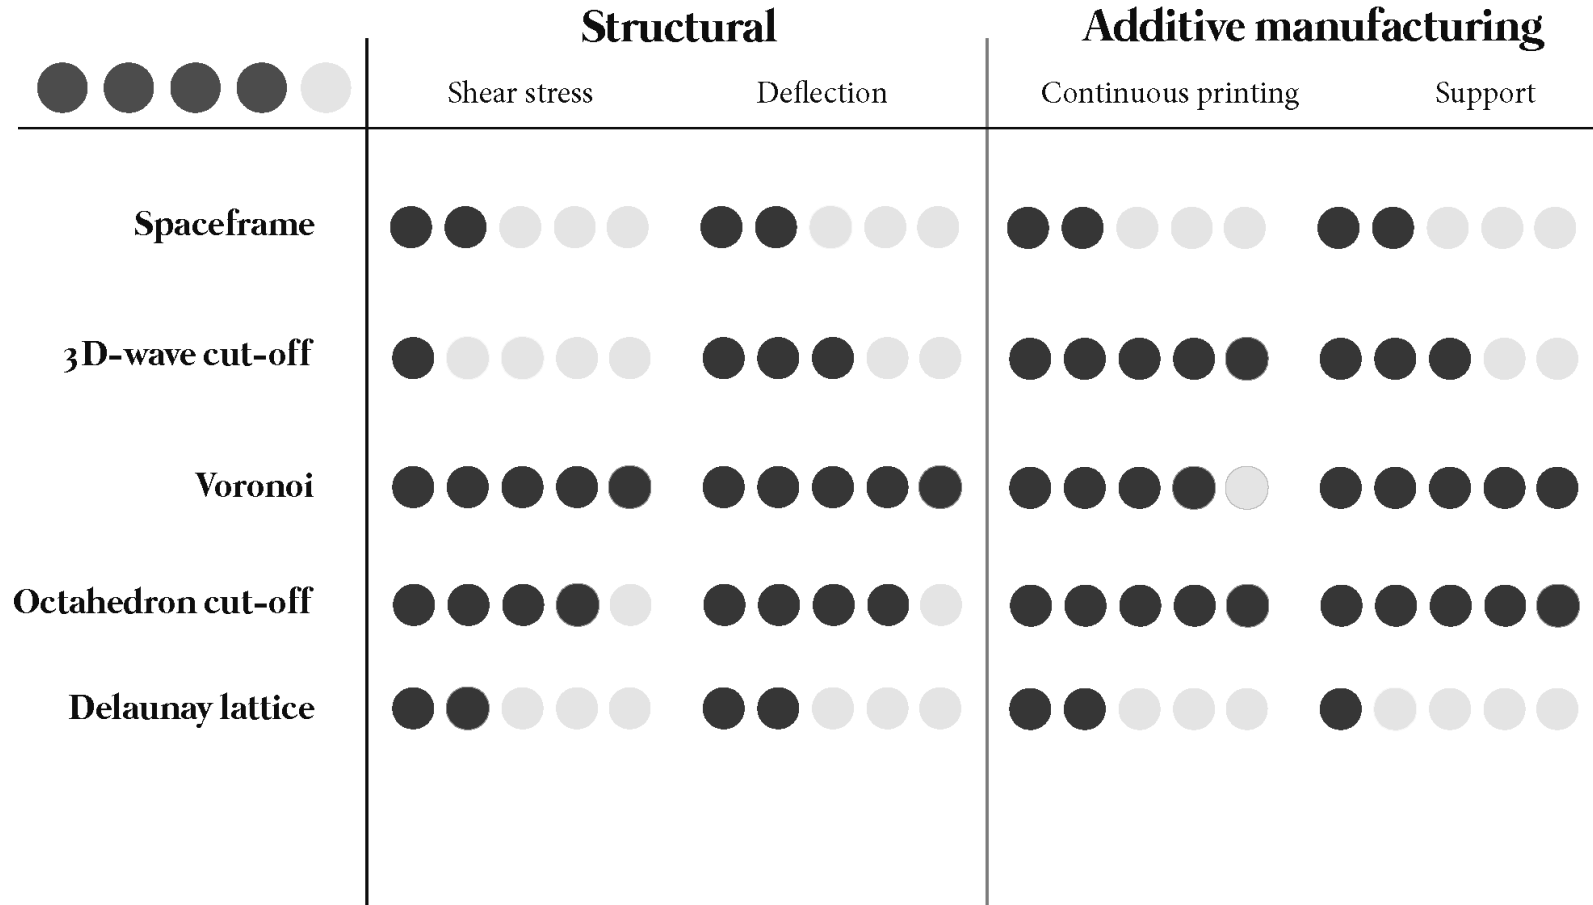 Structural Additive manufacturing
Shear stress Deflection Continuous printing Support
Spaceframe
3D-wave cut-off
Voronoi
Octahedron cut-off
Delaunay lattice